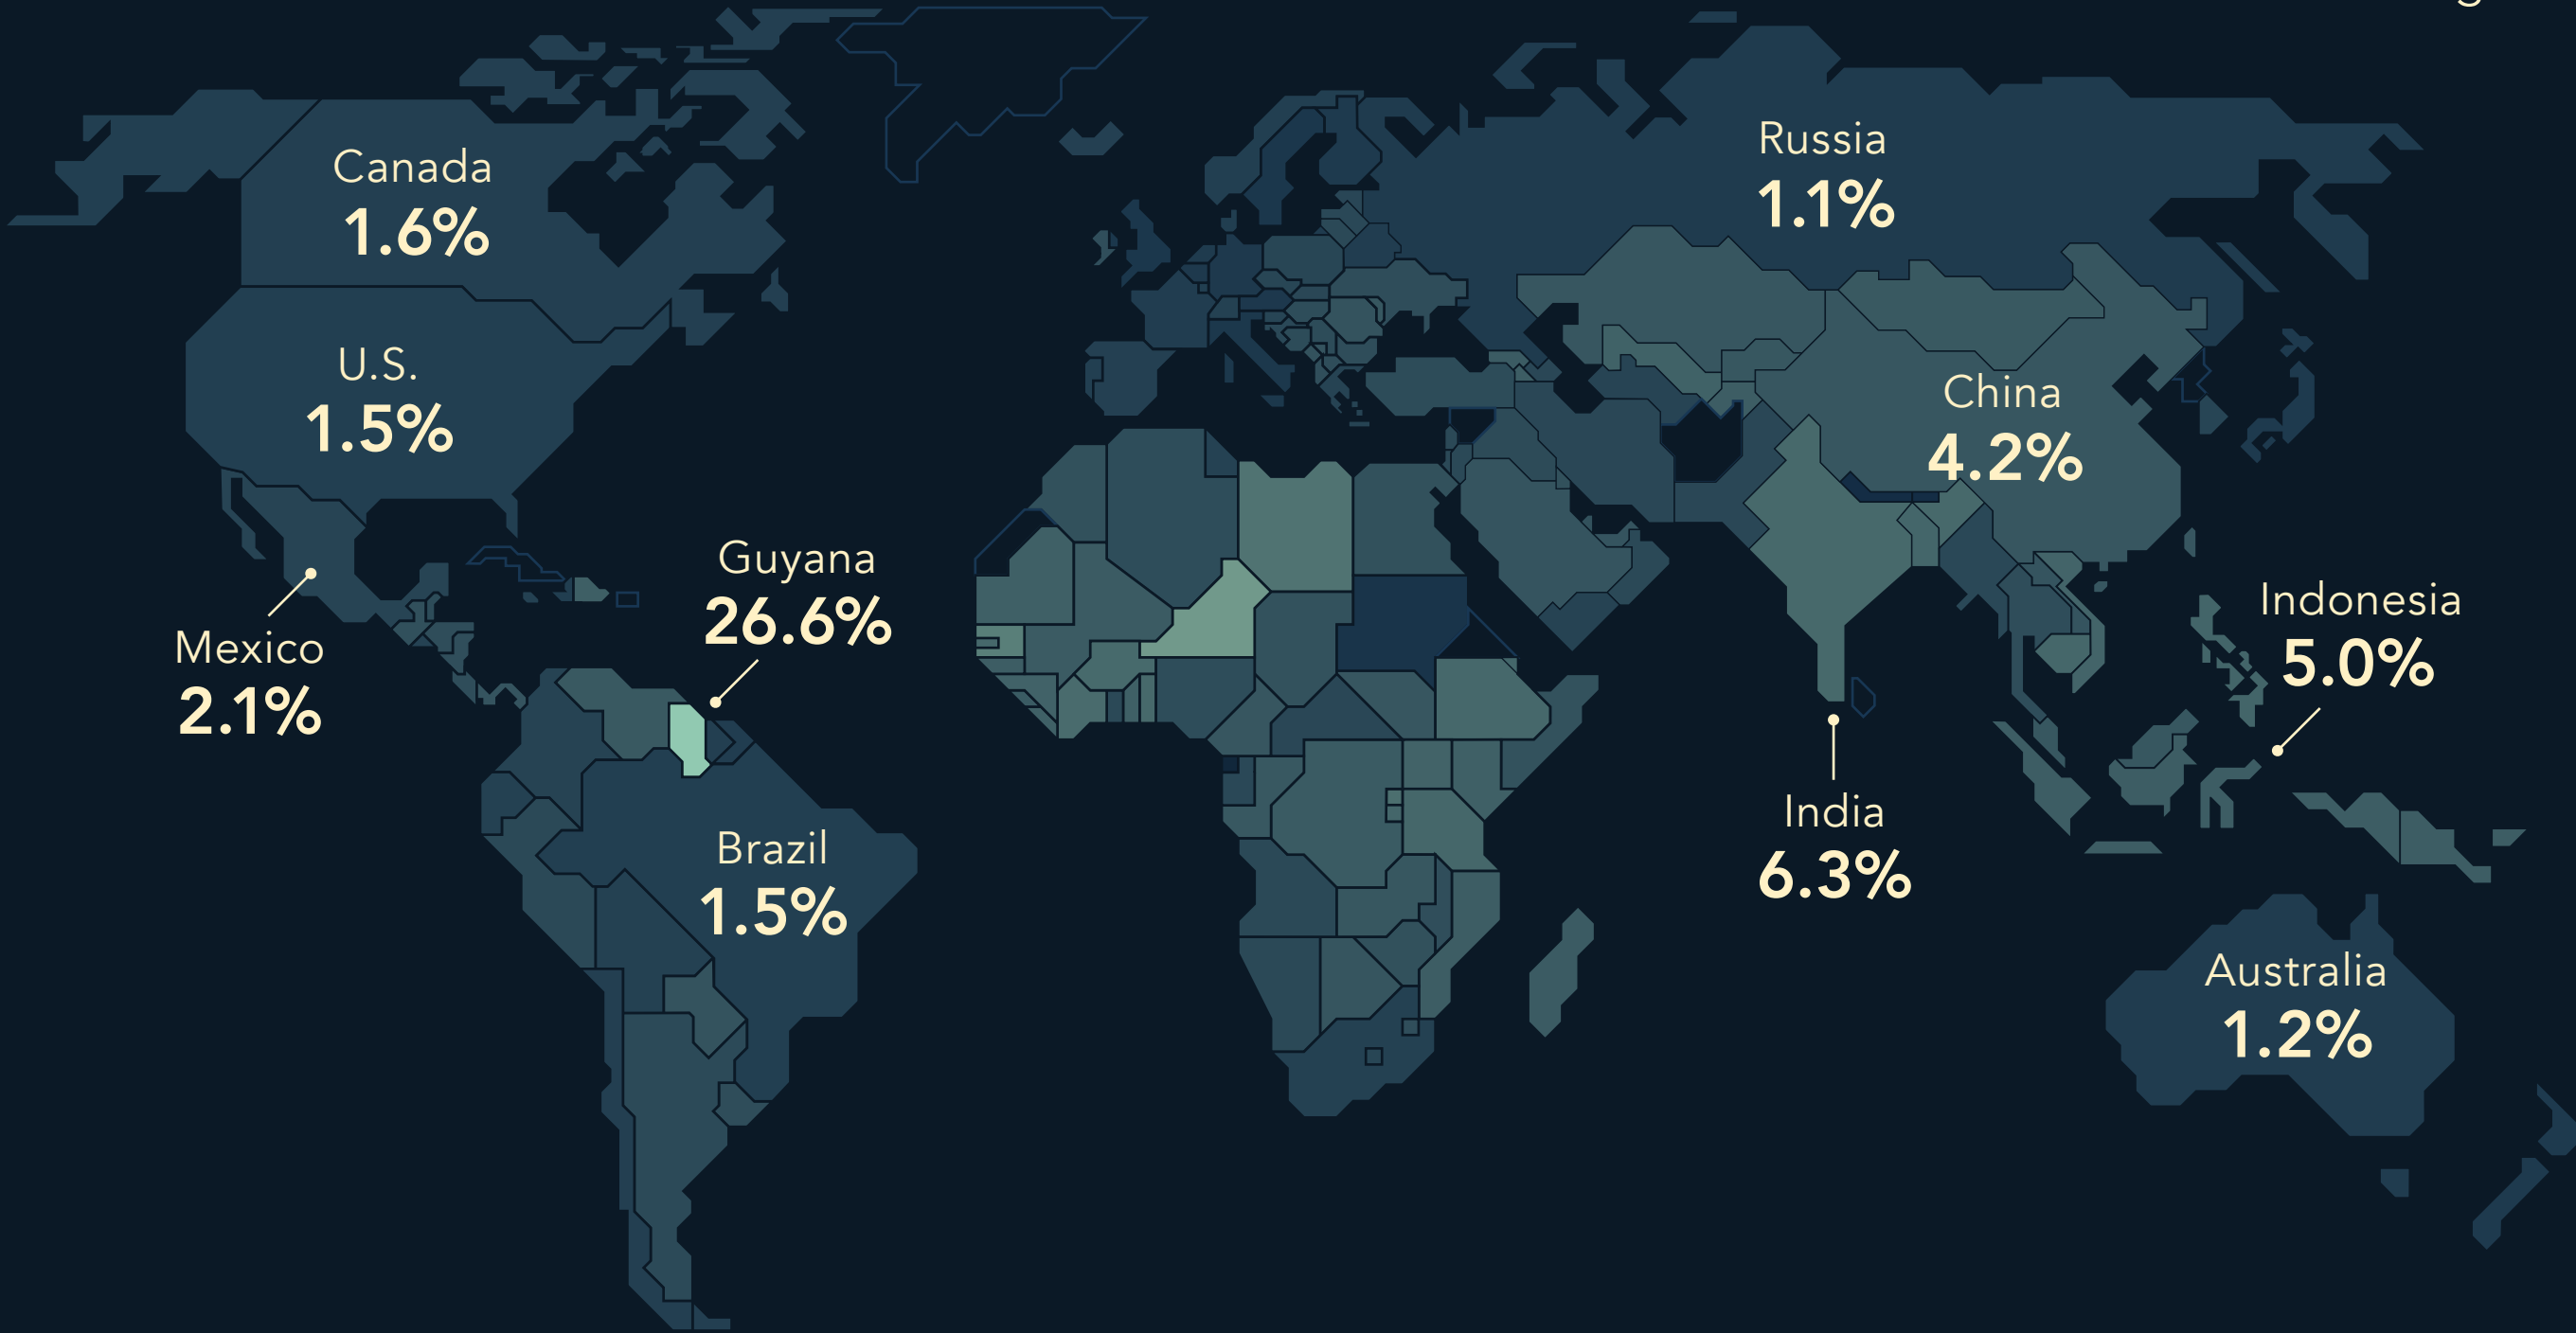 Canada
1.6%
Russia
1.1%
U.S.
1.5%
China
4.2%
Guyana
26.6%
Mexico
2.1%
Indonesia
5.0%
India
6.3%
Brazil
1.5%
Australia
1.2%